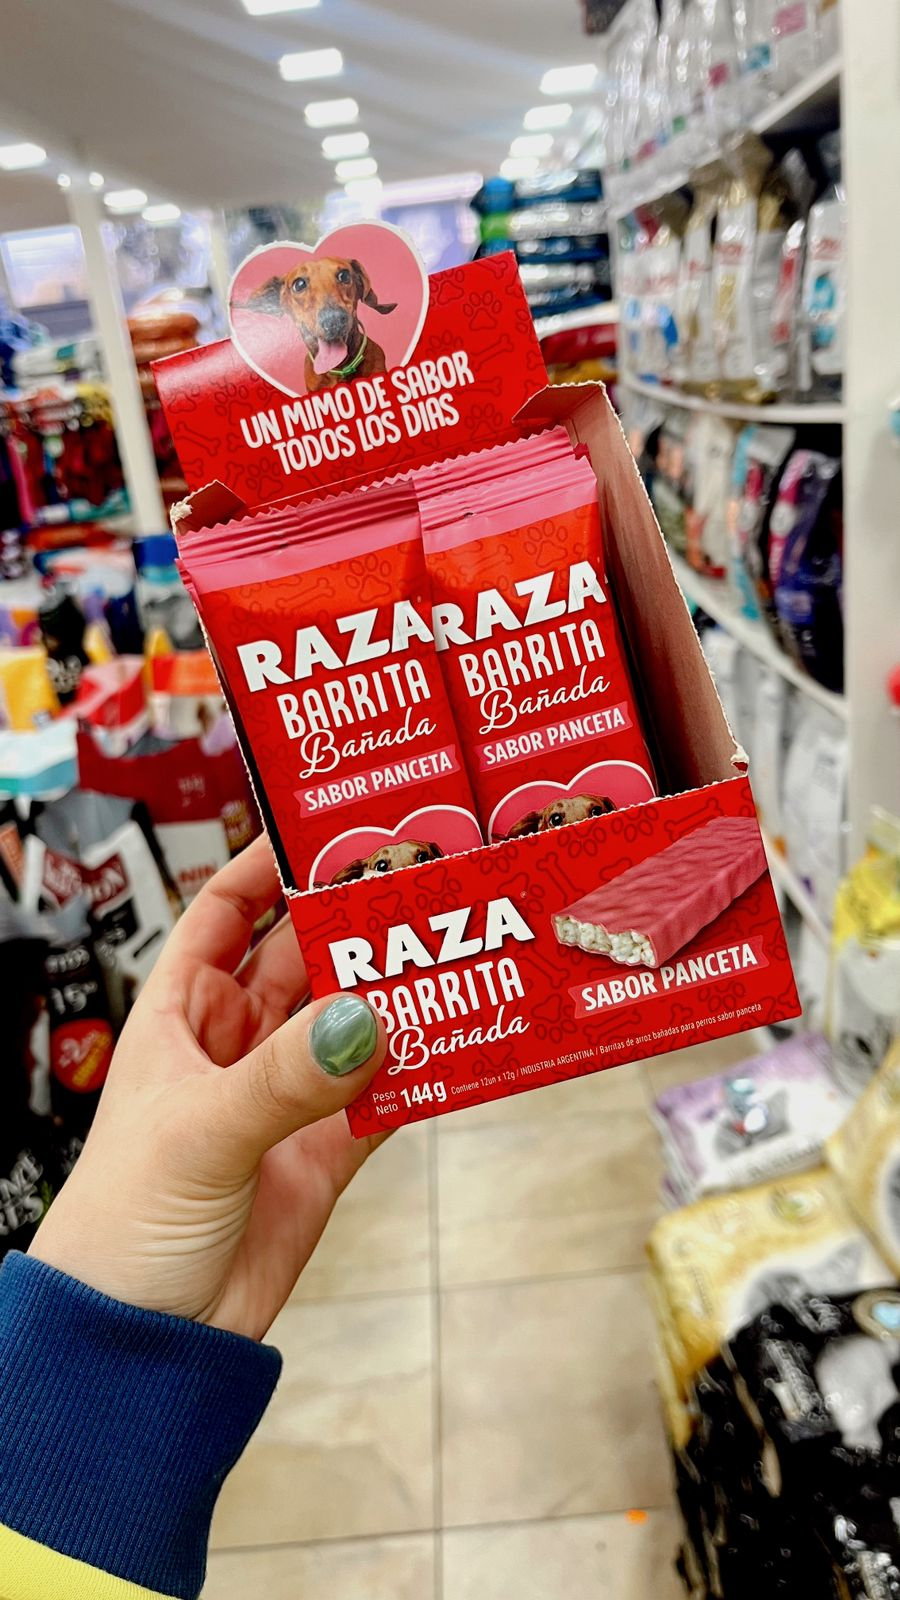 UN MIMO DE SABOR
TODOS LOS DIAS
RAZA
BARRITA
Bañada
SABOR PANCETA
RAZA
BARRITA
Bañada
SABOR PANCETA
RAZA
BARRITA
Bañada
SABOR PANCETA
Peso Neto 144g Contiene 12un x 12g / INDUSTRIA ARGENTINA / Barritas de arroz bañadas para perros sabor panceta